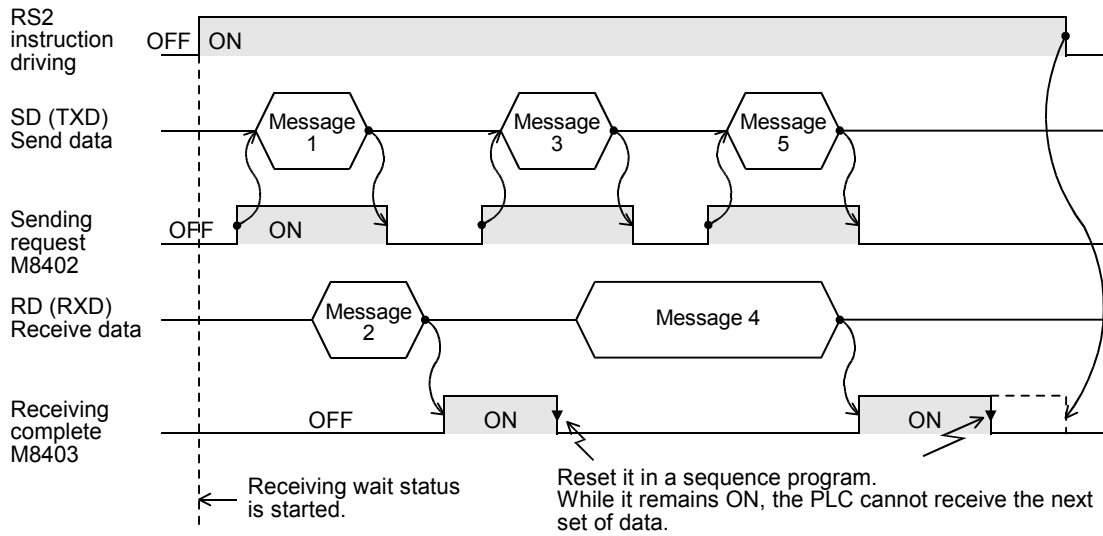 RS2
instruction
driving
OFF
ON
SD (TXD)
Send data
Message
1
Message
3
Message
5
Sending
request
M8402
OFF
ON
RD (RXD)
Receive data
Message
2
Message 4
Receiving
complete
M8403
OFF
ON
ON
Receiving wait status
is started.
Reset it in a sequence program.
While it remains ON, the PLC cannot receive the next
set of data.